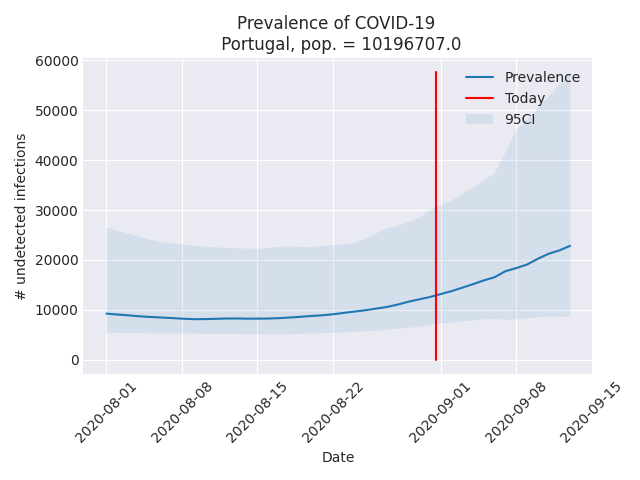 Prevalence of COVID-19
Portugal, pop. = 10196707.0
Prevalence
Today
95CI
# undetected infections
60000
50000
40000
30000
20000
10000
0
2020-08-01
2020-08-08
2020-08-15
2020-08-22
2020-09-01
2020-09-08
2020-09-15
Date